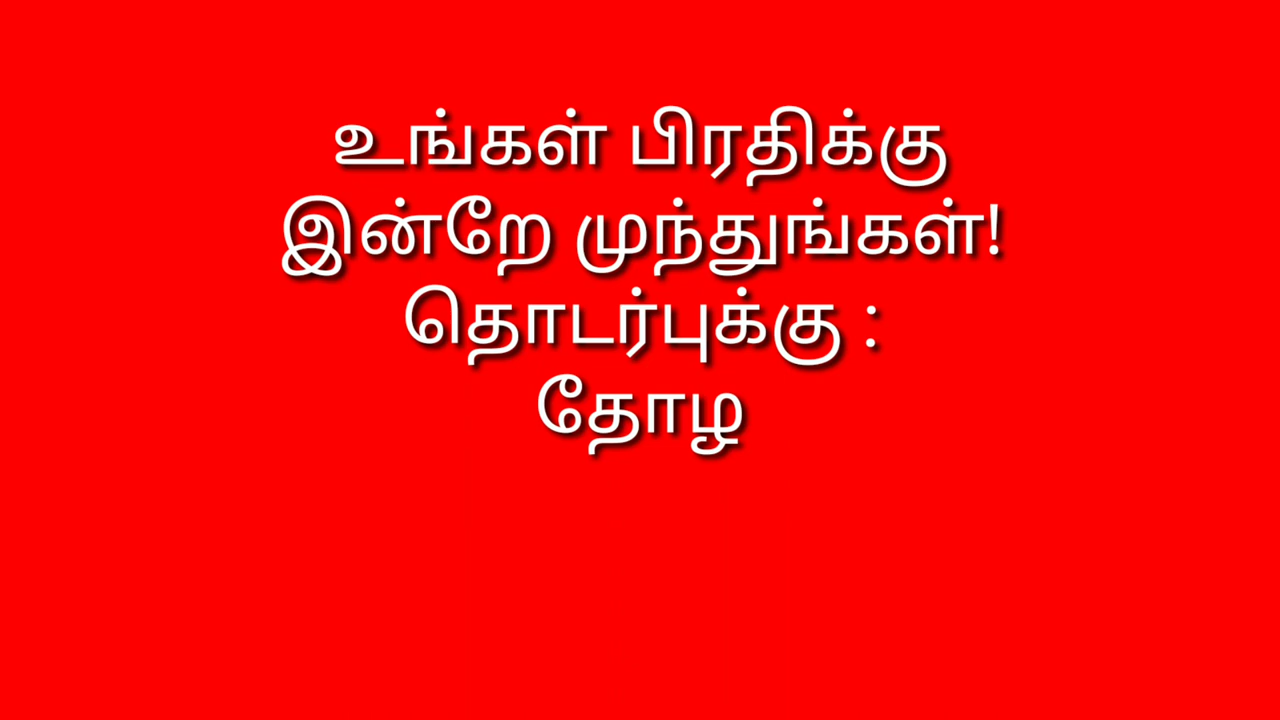 உங்கள் பிரதிக்கு
இன்றே முந்துங்கள்!
தொடர்புக்கு :
தோழ